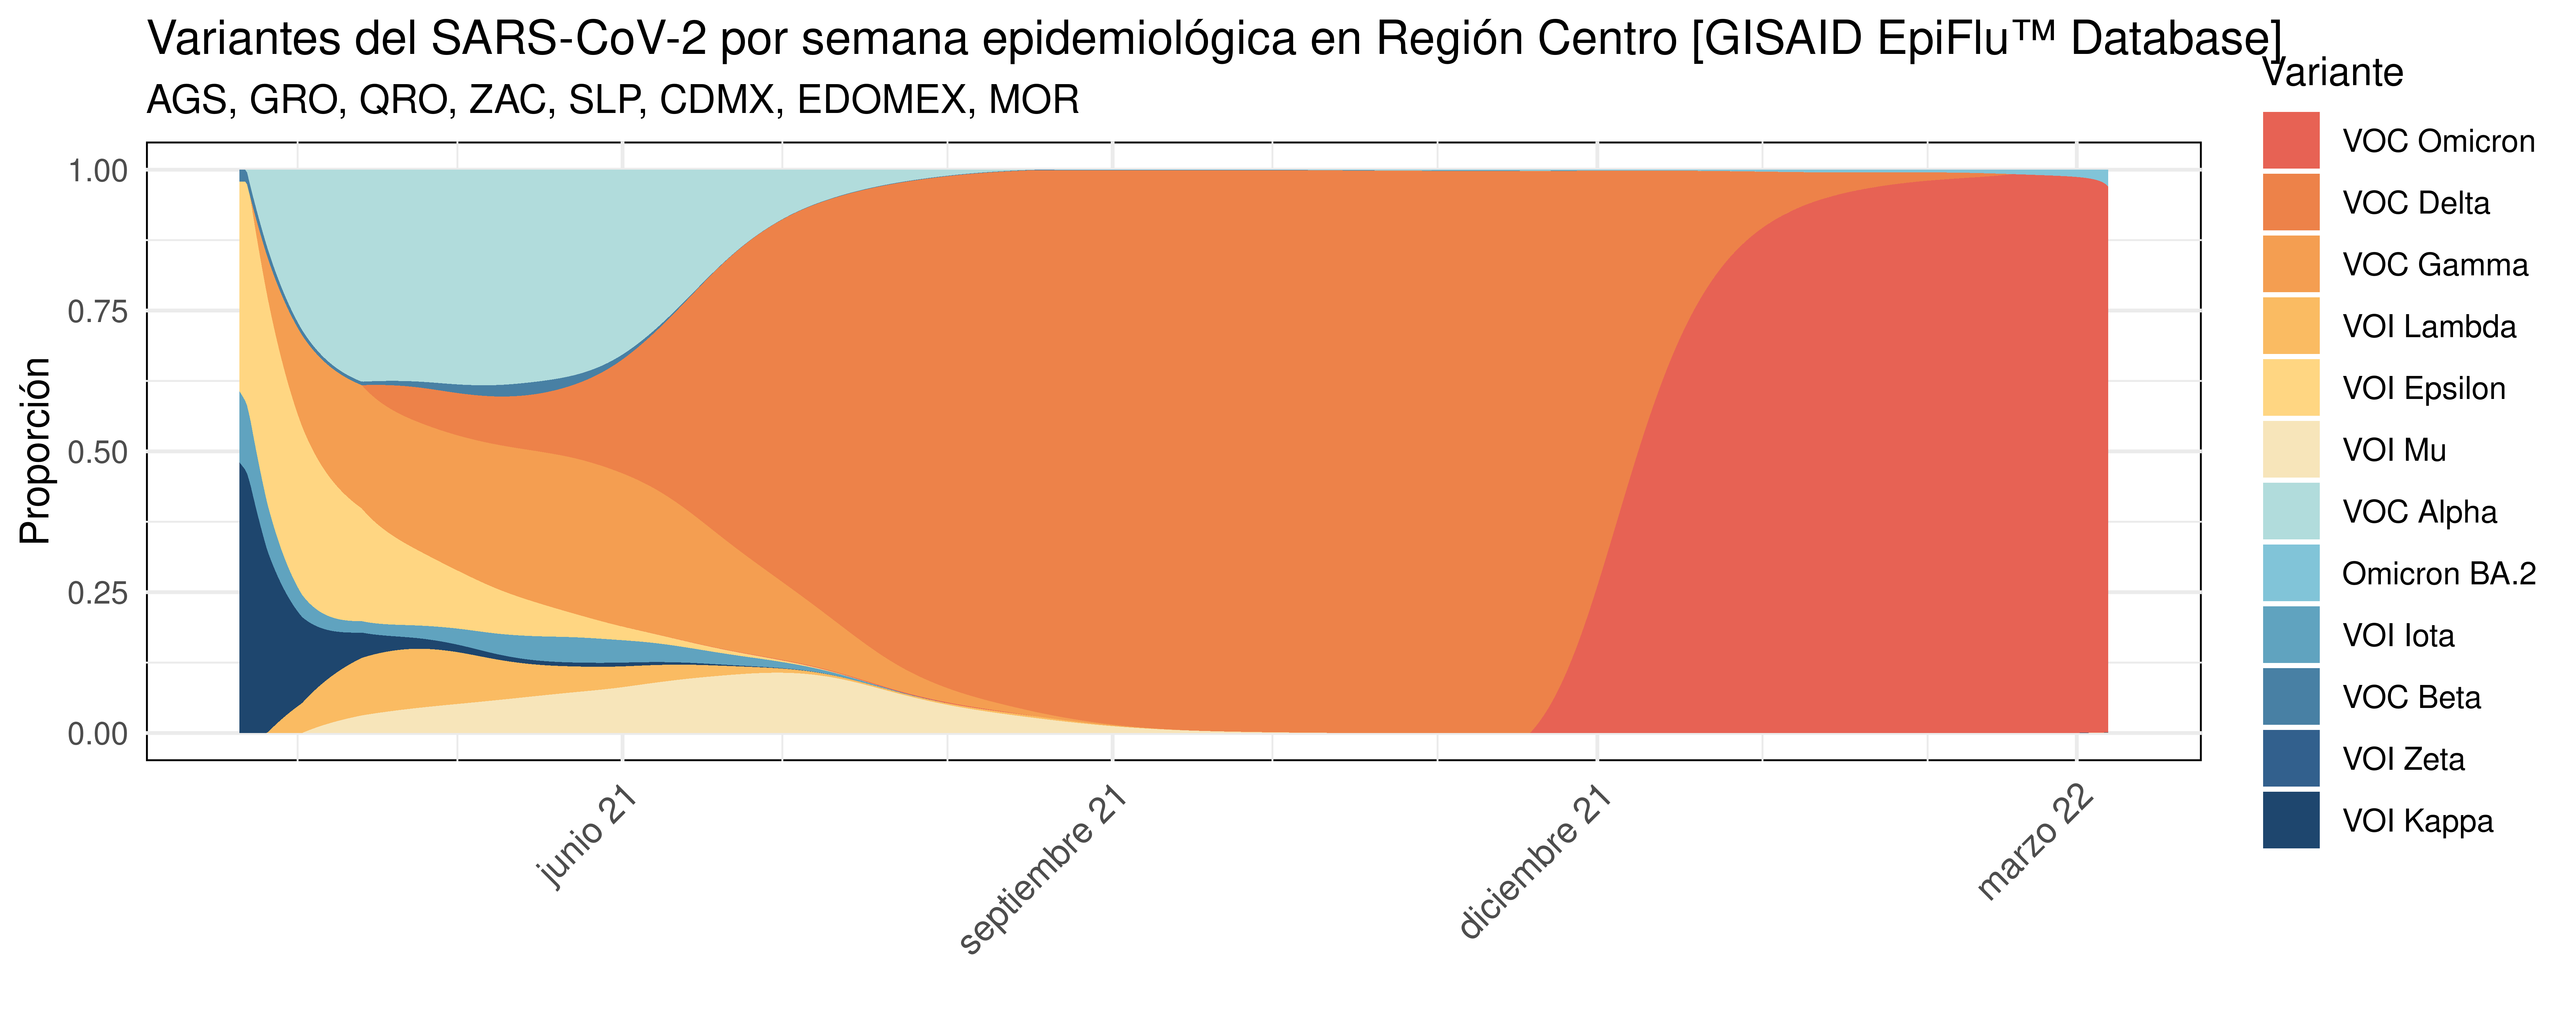 Variantes del SARS-CoV-2 por semana epidemiológica en Región Centro [GISAID EpiFlu™ Database]
AGS, GRO, QRO, ZAC, SLP, CDMX, EDOMEX, MOR
Proporción
1.00
0.75
0.50
0.25
0.00
junio 21
septiembre 21
diciembre 21
marzo 22
Variante
VOC Omicron
VOC Delta
VOC Gamma
VOI Lambda
VOI Epsilon
VOI Mu
VOC Alpha
Omicron BA.2
VOI Iota
VOC Beta
VOI Zeta
VOI Kappa